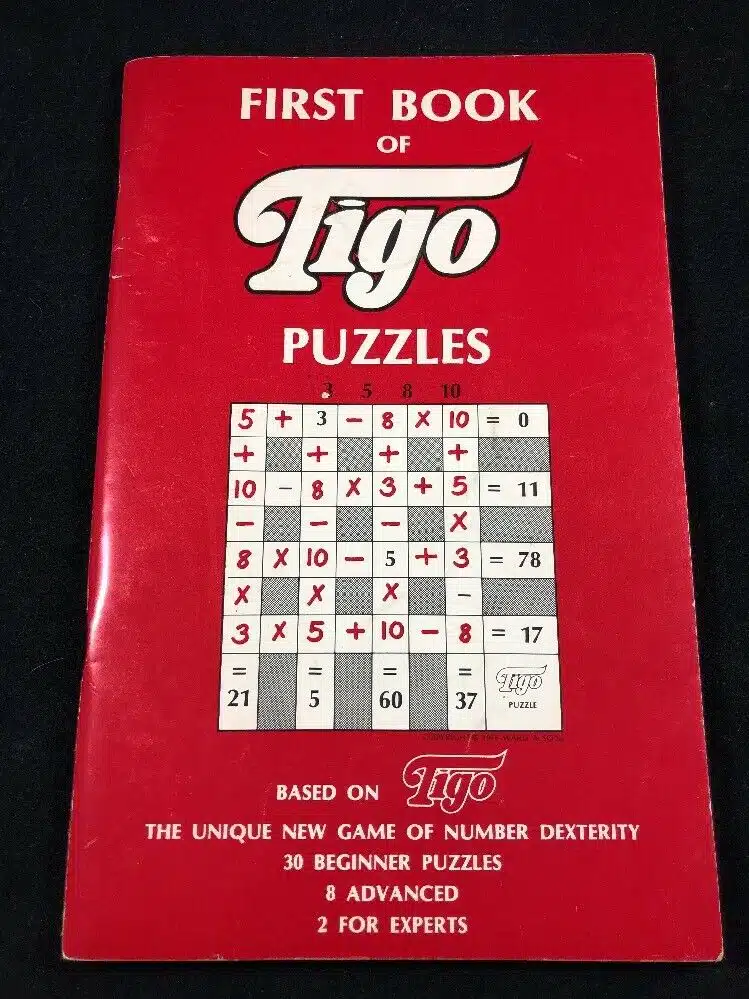 FIRST BOOK
OF
Tigo
PUZZLES
3 5 8 10
5 + 3 − 8 × 10 = 0
+ + + +
10 − 8 × 3 + 5 = 11
− − − ×
8 × 10 − 5 + 3 = 78
× × × −
3 × 5 + 10 − 8 = 17
= = = =
21 5 60 37
Tigo
PUZZLE
BASED ON Tigo
THE UNIQUE NEW GAME OF NUMBER DEXTERITY
30 BEGINNER PUZZLES
8 ADVANCED
2 FOR EXPERTS